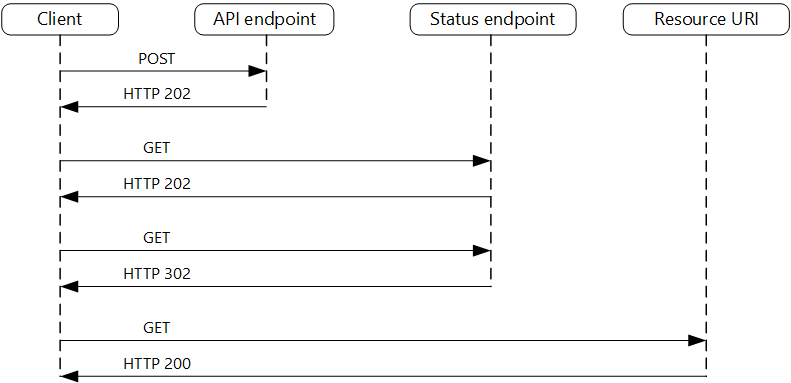 Client
API endpoint
Status endpoint
Resource URI
POST
HTTP 202
GET
HTTP 202
GET
HTTP 302
GET
HTTP 200